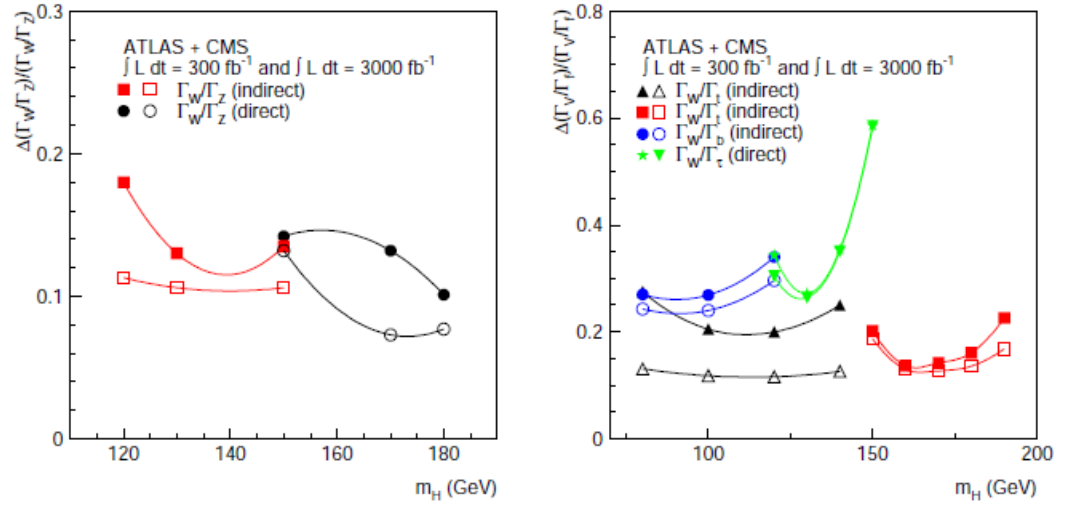 Δ(Γ_W/Γ_Z)/(Γ_W/Γ_Z)
0.3
0.2
0.1
0
ATLAS + CMS
∫ L dt = 300 fb⁻¹ and ∫ L dt = 3000 fb⁻¹
Γ_W/Γ_Z (indirect)
Γ_W/Γ_Z (direct)
120 140 160 180
m_H (GeV)
Δ(Γ_V/Γ_f)/(Γ_V/Γ_f)
0.8
0.6
0.4
0.2
0
ATLAS + CMS
∫ L dt = 300 fb⁻¹ and ∫ L dt = 3000 fb⁻¹
Γ_W/Γ_t (indirect)
Γ_W/Γ_t (indirect)
Γ_W/Γ_b (indirect)
Γ_W/Γ_τ (direct)
100 150 200
m_H (GeV)